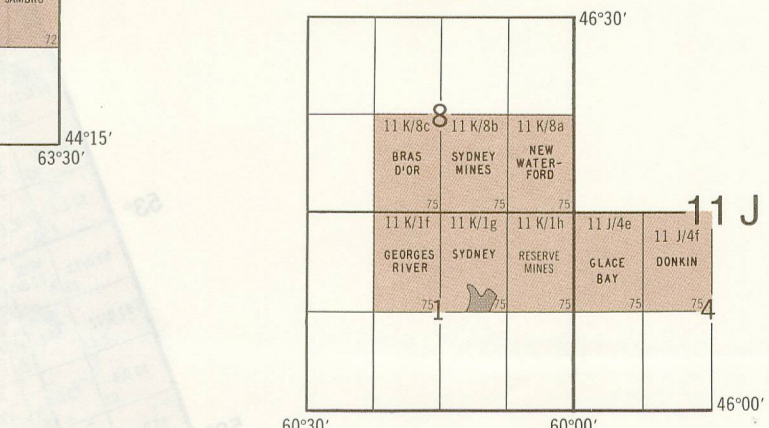 SAMBRO
72
44°15′
63°30′
46°30′
8
11 K/8c
BRAS
D'OR
75
11 K/8b
SYDNEY
MINES
75
11 K/8a
NEW
WATER-
FORD
75
11 J
11 K/1f
GEORGES
RIVER
75
11 K/1g
SYDNEY
75
11 K/1h
RESERVE
MINES
75
11 J/4e
GLACE
BAY
75
11 J/4f
DONKIN
75
1
4
46°00′
60°30′
60°00′
53°